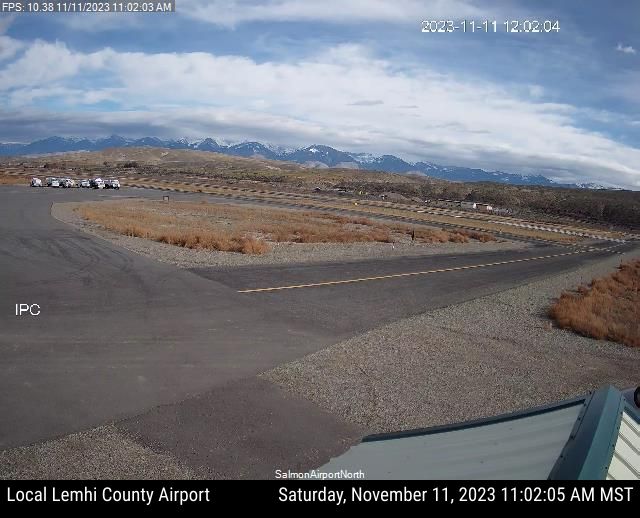 FPS: 10.38 11/11/2023 11:02:03 AM
2023-11-11 12:02:04
IPC
SalmonAirportNorth
Local Lemhi County Airport Saturday, November 11, 2023 11:02:05 AM MST